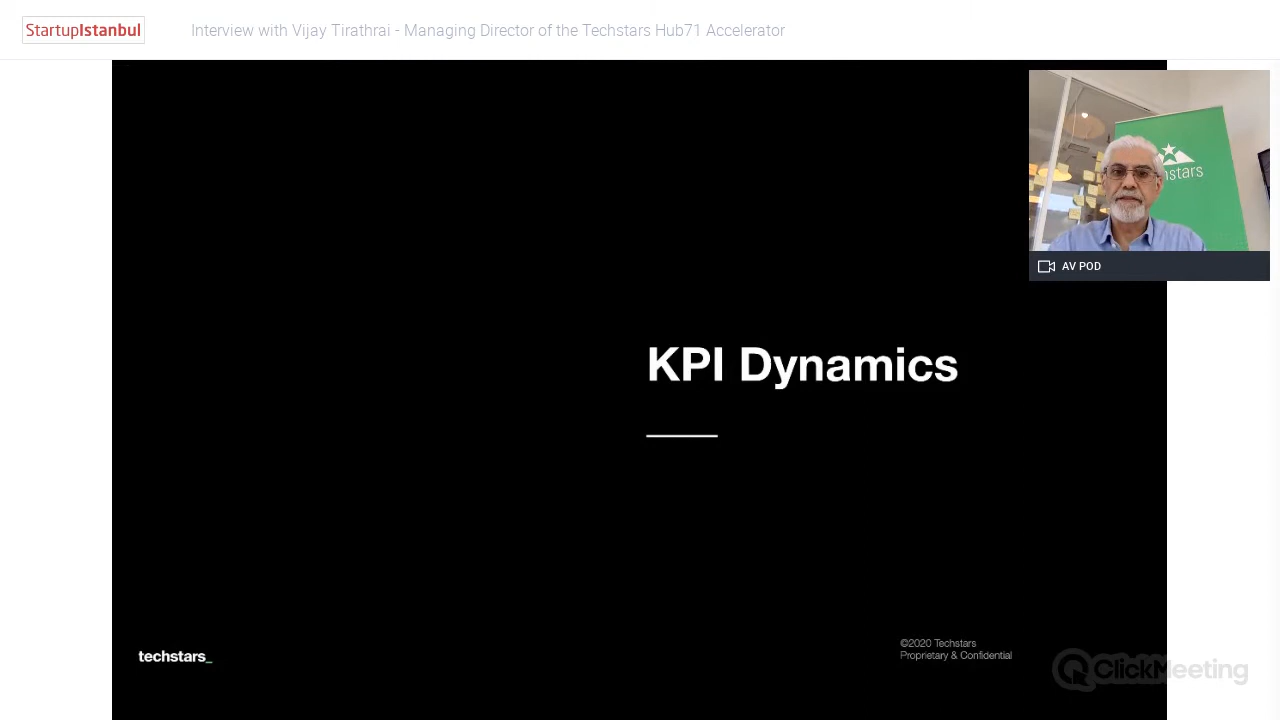 StartupIstanbul
Interview with Vijay Tirathrai - Managing Director of the Techstars Hub71 Accelerator
AV POD
KPI Dynamics
techstars_
©2020 Techstars
Proprietary & Confidential
ClickMeeting